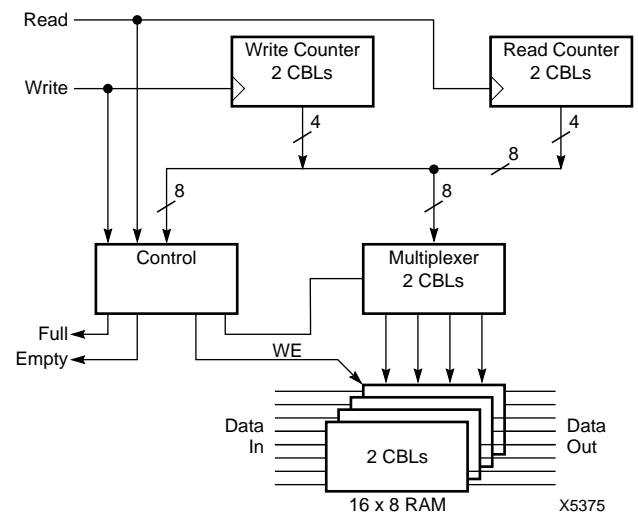 Read
Write Counter
2 CBLs
Read Counter
2 CBLs
Write
4
4
8
8
8
Control
Multiplexer
2 CBLs
Full
Empty
WE
Data
In
Data
Out
2 CBLs
16 x 8 RAM
X5375